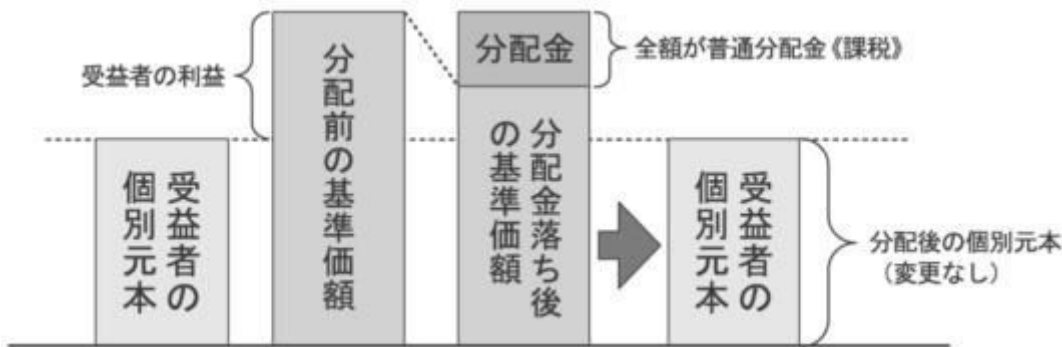 受益者の利益
受益者の
個別元本
分配前の基準価額
分配金
全額が普通分配金《課税》
分配金落ち後
の基準価額
受益者の
個別元本
分配後の個別元本
（変更なし）